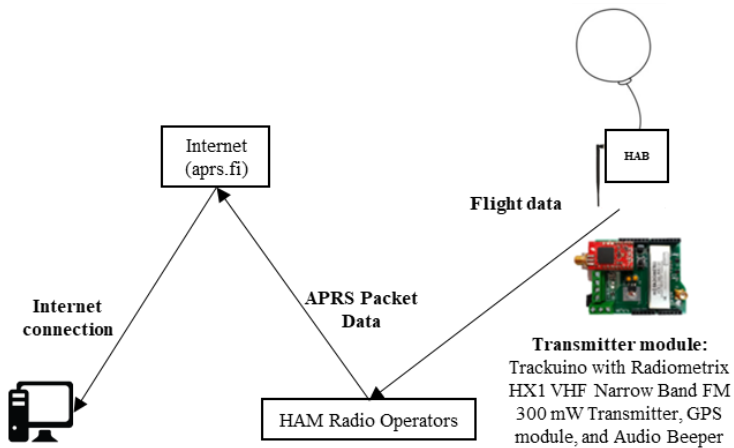 HAB
Internet
(aprs.fi)
Flight data
Internet
connection
APRS Packet
Data
HAM Radio Operators
Transmitter module:
Trackuino with Radiometrix
HX1 VHF Narrow Band FM
300 mW Transmitter, GPS
module, and Audio Beeper